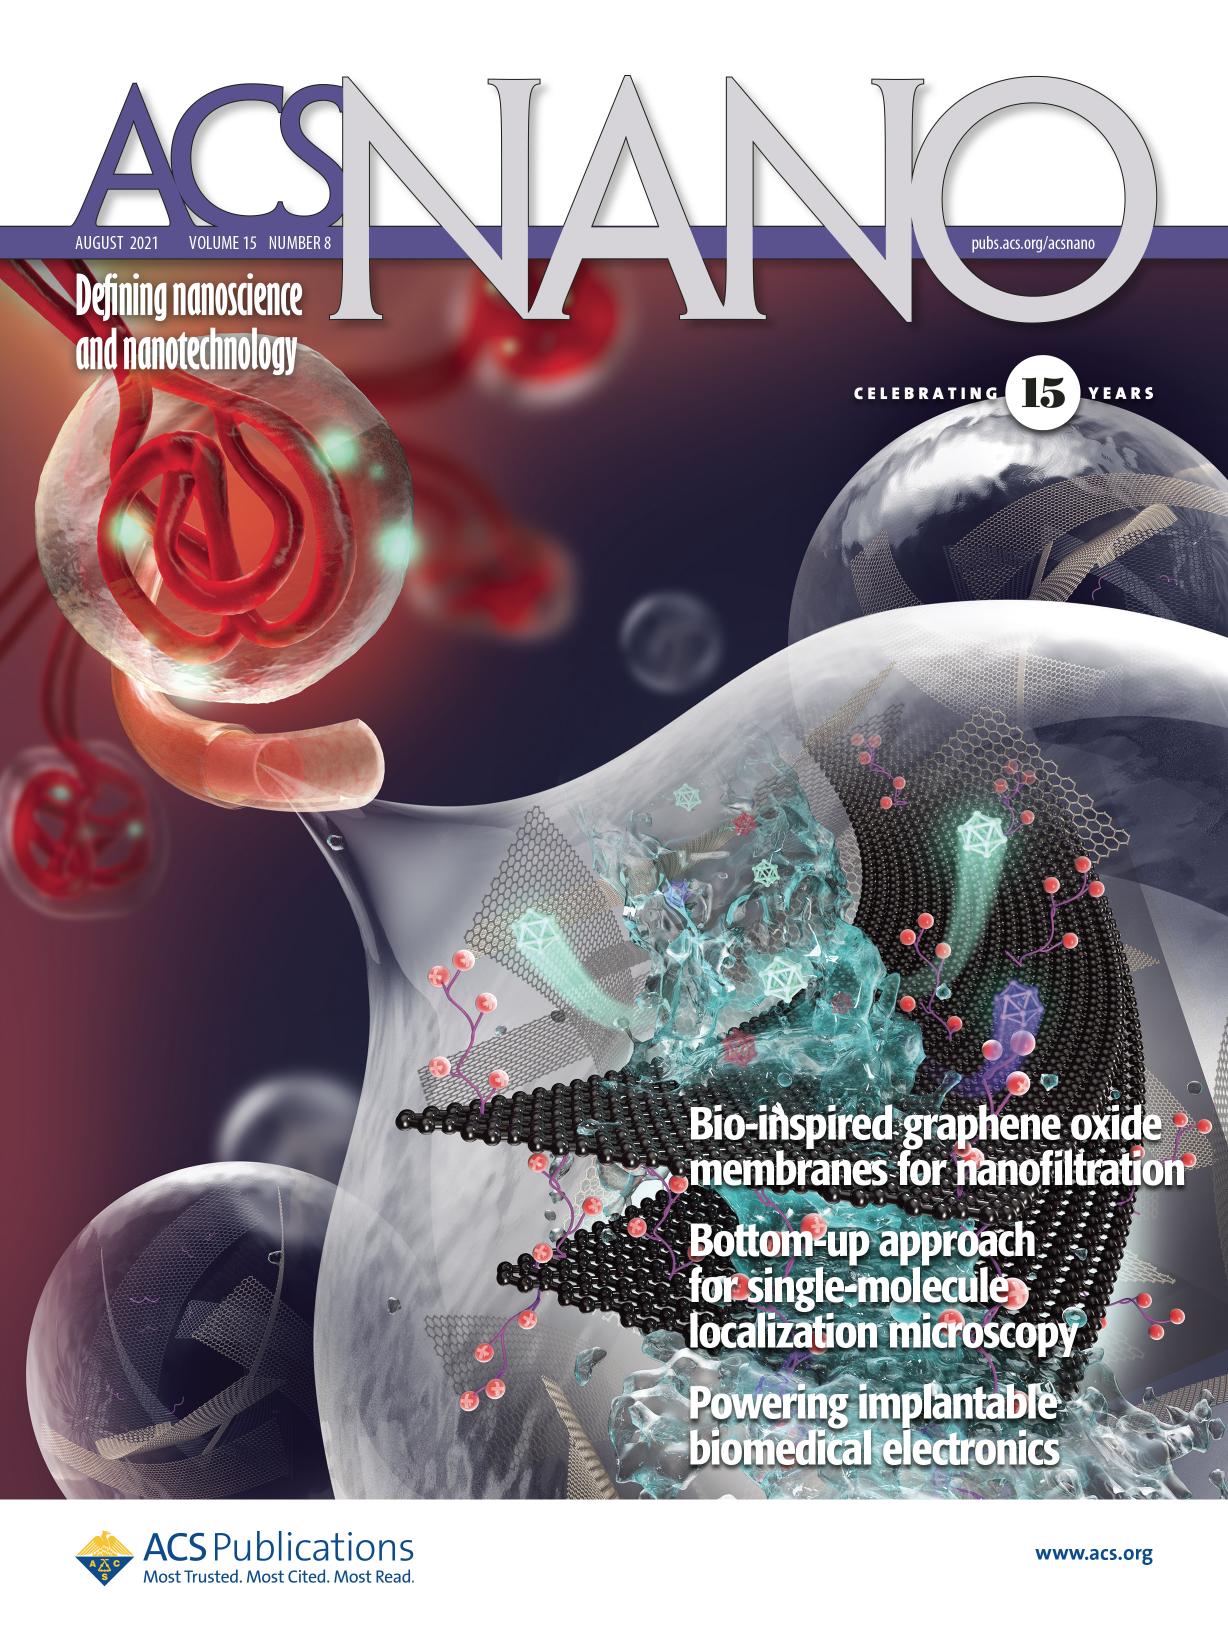 ACS NANO
AUGUST 2021 VOLUME 15 NUMBER 8
pubs.acs.org/acsnano
Defining nanoscience
and nanotechnology
CELEBRATING 15 YEARS
Bio-inspired graphene oxide
membranes for nanofiltration
Bottom-up approach
for single-molecule
localization microscopy
Powering implantable
biomedical electronics
A C S
ACS Publications
Most Trusted. Most Cited. Most Read.
www.acs.org